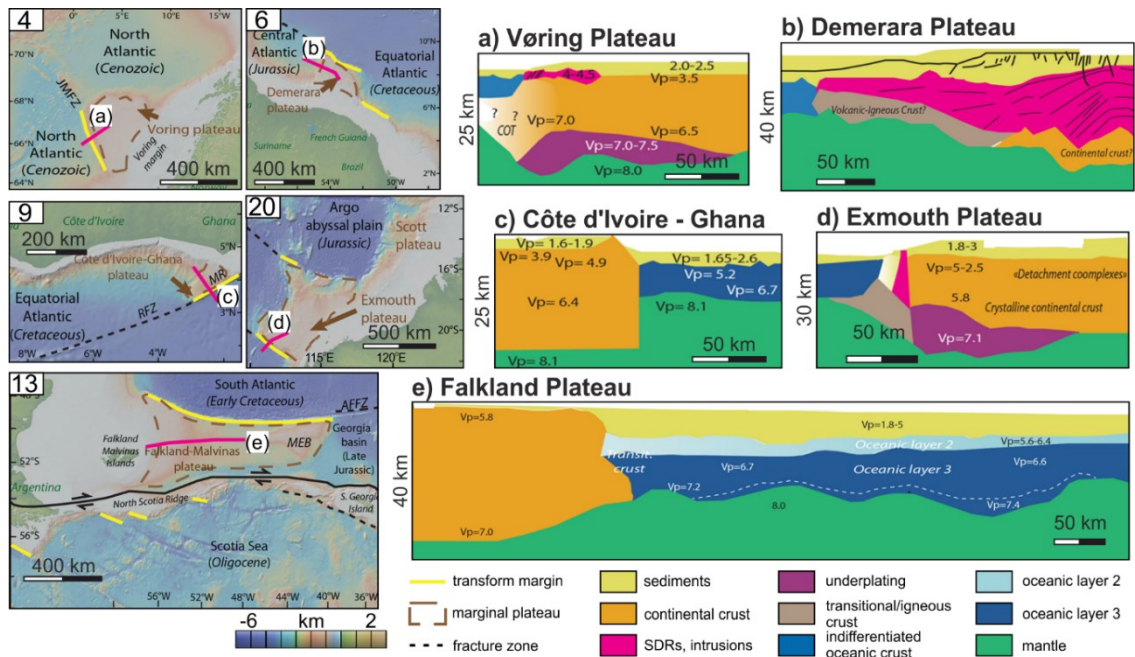 4
5°W
0°
5°E
15°E
70°N
68°N
66°N
64°N
North
Atlantic
(Cenozoic)
JMFZ
(a)
Voring plateau
North
Atlantic
(Cenozoic)
Voring
margin
400 km
6
Central
Atlantic
(Jurassic)
(b)
Equatorial
Atlantic
(Cretaceous)
10°N
6°N
2°N
Demerara
plateau
French Guiana
Suriname
Brazil
400 km
54°W
50°W
9
Côte d'Ivoire
Ghana
200 km
5°N
3°N
Côte d'Ivoire-Ghana
plateau
MR
(c)
Equatorial
Atlantic
(Cretaceous)
RFZ
8°W
6°W
4°W
20
Argo
abyssal plain
(Jurassic)
Scott
plateau
12°S
16°S
20°S
Exmouth
plateau
(d)
500 km
115°E
120°E
13
South Atlantic
(Early Cretaceous)
AFFZ
48°S
52°S
56°S
Falkland
Malvinas
Islands
(e)
MEB
Falkland-Malvinas
plateau
Georgia
basin
(Late
Jurassic)
Argentina
North Scotia Ridge
S. Georgia
Island
Scotia Sea
(Oligocene)
400 km
56°W
52°W
48°W
44°W
40°W
36°W
-6
km
2
a) Vøring Plateau
25 km
2.0-2.5
4-4.5
Vp=3.5
? ?
COT
Vp=7.0
Vp=6.5
Vp=7.0-7.5
Vp=8.0
50 km
b) Demerara Plateau
40 km
Volcanic-Igneous Crust?
Continental crust?
50 km
c) Côte d'Ivoire - Ghana
25 km
Vp= 1.6-1.9
Vp= 3.9
Vp= 4.9
Vp= 1.65-2.6
Vp= 5.2
Vp= 6.7
Vp= 6.4
Vp= 8.1
Vp= 8.1
50 km
d) Exmouth Plateau
30 km
1.8-3
Vp= 5-2.5
«Detachment coomplexes»
5.8
Crystalline continental crust
Vp= 7.1
50 km
e) Falkland Plateau
40 km
Vp=5.8
Vp=1.8-5
Oceanic layer 2
Vp=5.6-6.4
Transit.
crust
Vp=6.7
Oceanic layer 3
Vp= 6.6
Vp=7.2
8.0
Vp= 7.4
Vp=7.0
50 km
transform margin
marginal plateau
fracture zone
sediments
continental crust
SDRs, intrusions
underplating
transitional/igneous
crust
indifferentiated
oceanic crust
oceanic layer 2
oceanic layer 3
mantle